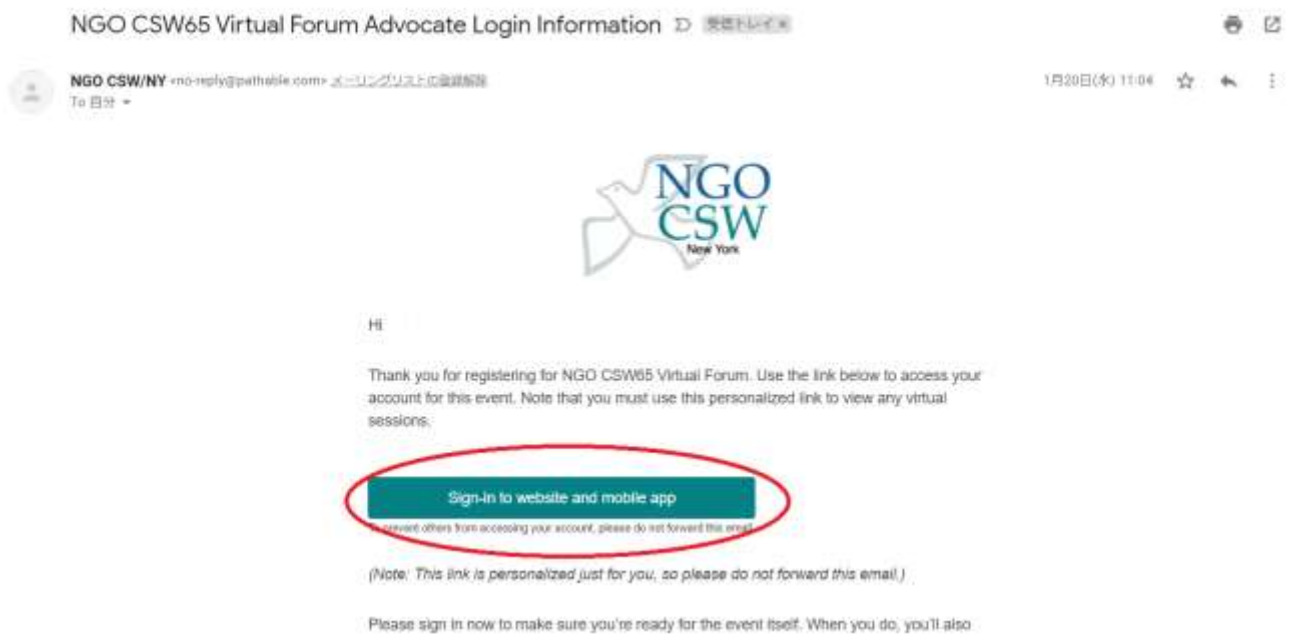 NGO CSW65 Virtual Forum Advocate Login Information 受信トレイ ×
NGO CSW/NY <no-reply@pathable.com> メーリングリストの登録解除
1月20日(水) 11:04
To 自分
NGO
CSW
New York
Hi
Thank you for registering for NGO CSW65 Virtual Forum. Use the link below to access your
account for this event. Note that you must use this personalized link to view any virtual
sessions.
Sign-in to website and mobile app
To prevent others from accessing your account, please do not forward this email
(Note: This link is personalized just for you, so please do not forward this email.)
Please sign in now to make sure you're ready for the event itself. When you do, you'll also